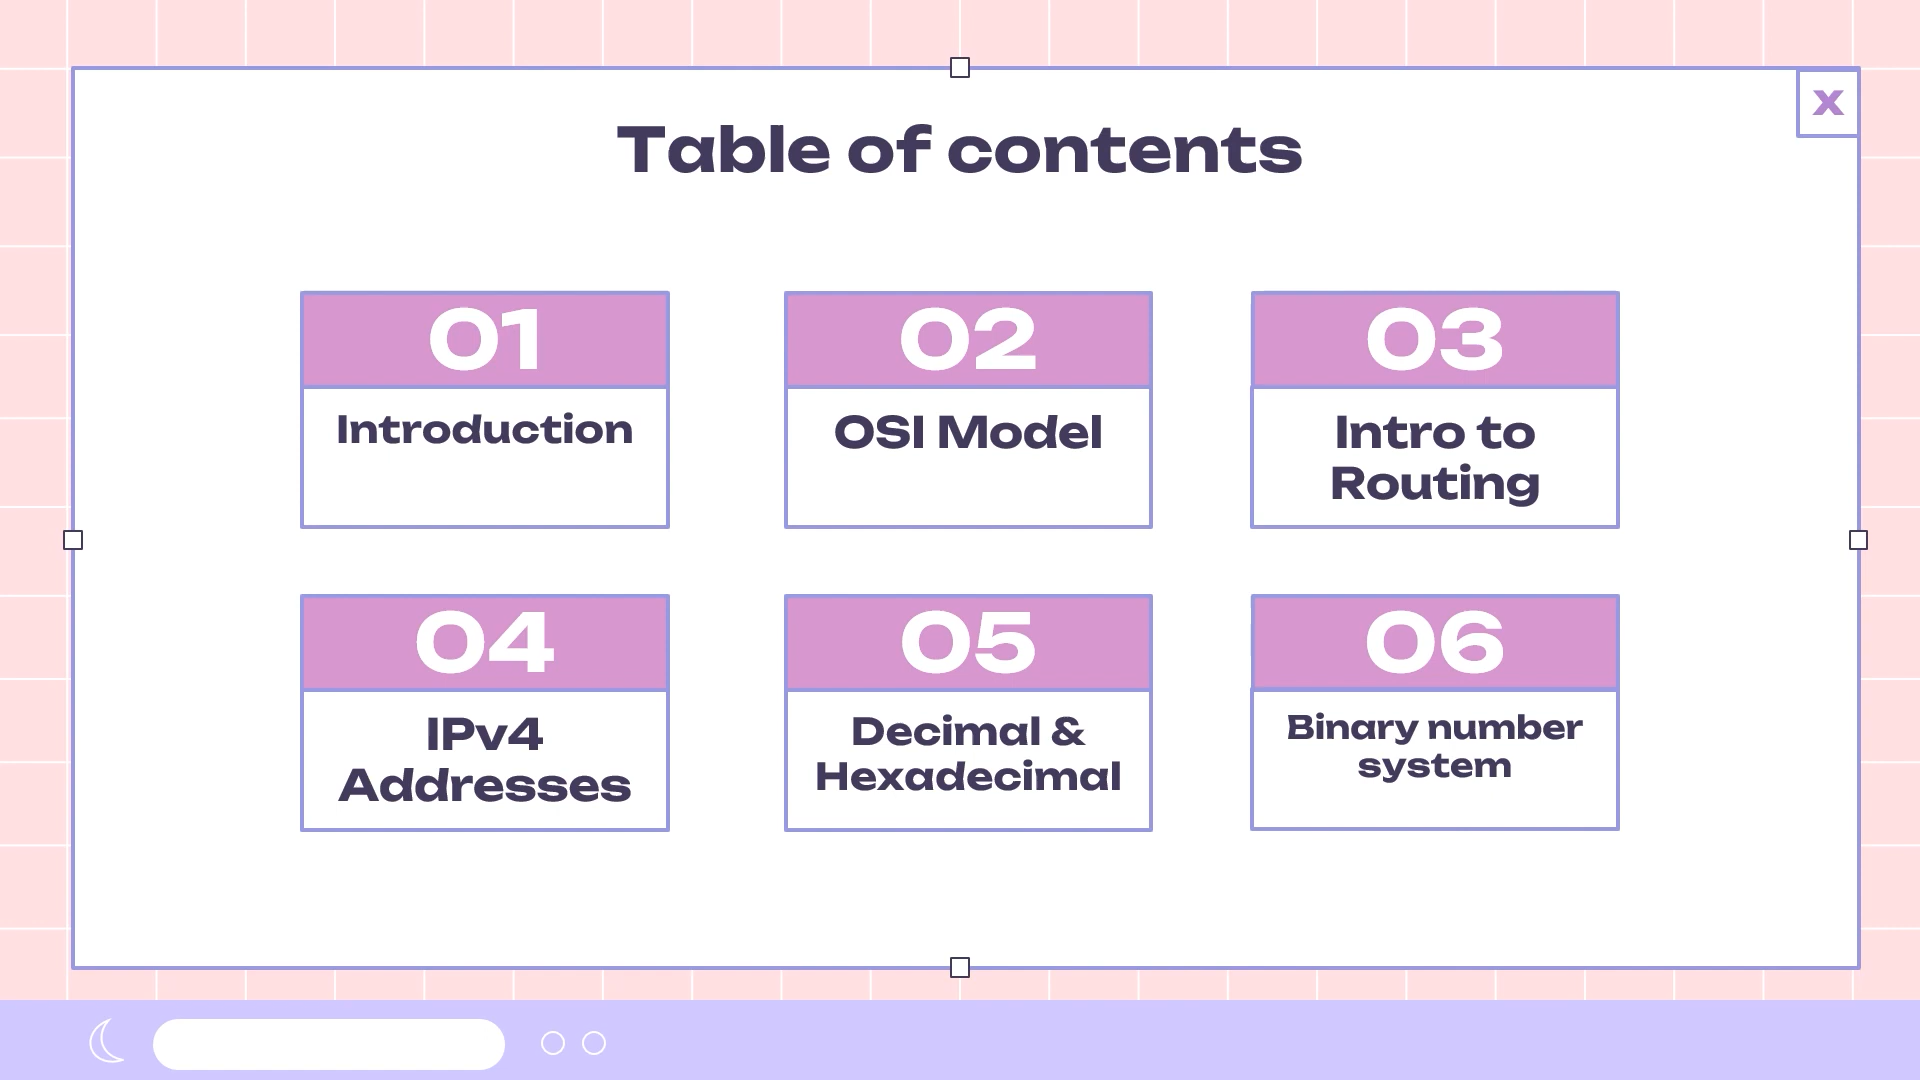 Table of contents
X
01
Introduction
02
OSI Model
03
Intro to
Routing
04
IPv4
Addresses
05
Decimal &
Hexadecimal
06
Binary number
system